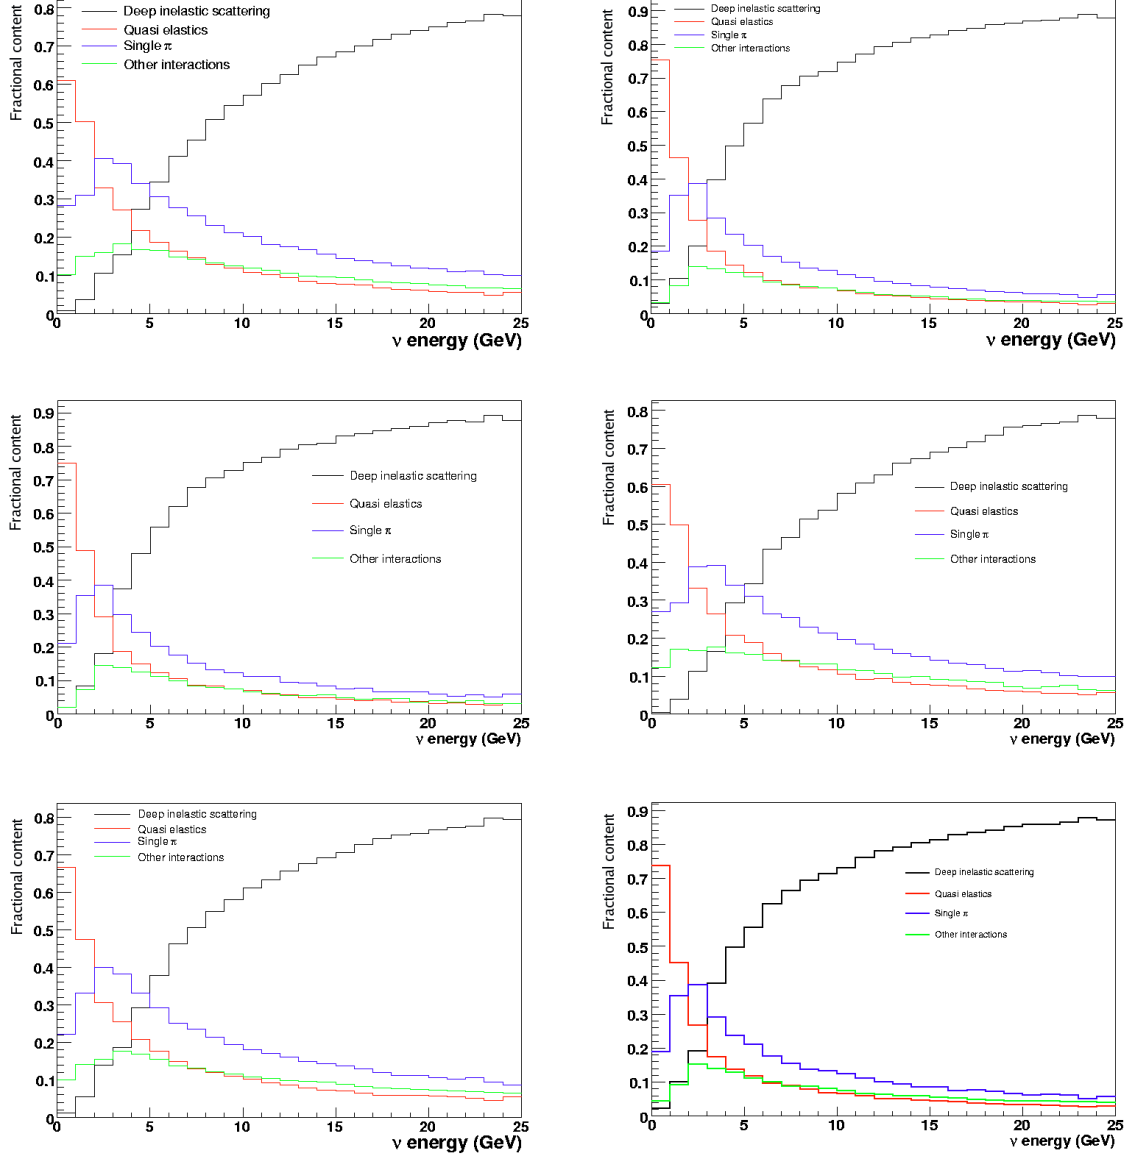 Fractional content
Deep inelastic scattering
Quasi elastics
Single π
Other interactions
0.8
0.7
0.6
0.5
0.4
0.3
0.2
0.1
0
0 5 10 15 20 25
ν energy (GeV)
Fractional content
Deep inelastic scattering
Quasi elastics
Single π
Other interactions
0.9
0.8
0.7
0.6
0.5
0.4
0.3
0.2
0.1
0
0 5 10 15 20 25
ν energy (GeV)
Fractional content
Deep inelastic scattering
Quasi elastics
Single π
Other interactions
0.9
0.8
0.7
0.6
0.5
0.4
0.3
0.2
0.1
0
0 5 10 15 20 25
ν energy (GeV)
Fractional content
Deep inelastic scattering
Quasi elastics
Single π
Other interactions
0.8
0.7
0.6
0.5
0.4
0.3
0.2
0.1
0
0 5 10 15 20 25
ν energy (GeV)
Fractional content
Deep inelastic scattering
Quasi elastics
Single π
Other interactions
0.8
0.7
0.6
0.5
0.4
0.3
0.2
0.1
0
0 5 10 15 20 25
ν energy (GeV)
Fractional content
Deep inelastic scattering
Quasi elastics
Single π
Other interactions
0.9
0.8
0.7
0.6
0.5
0.4
0.3
0.2
0.1
0
0 5 10 15 20 25
ν energy (GeV)